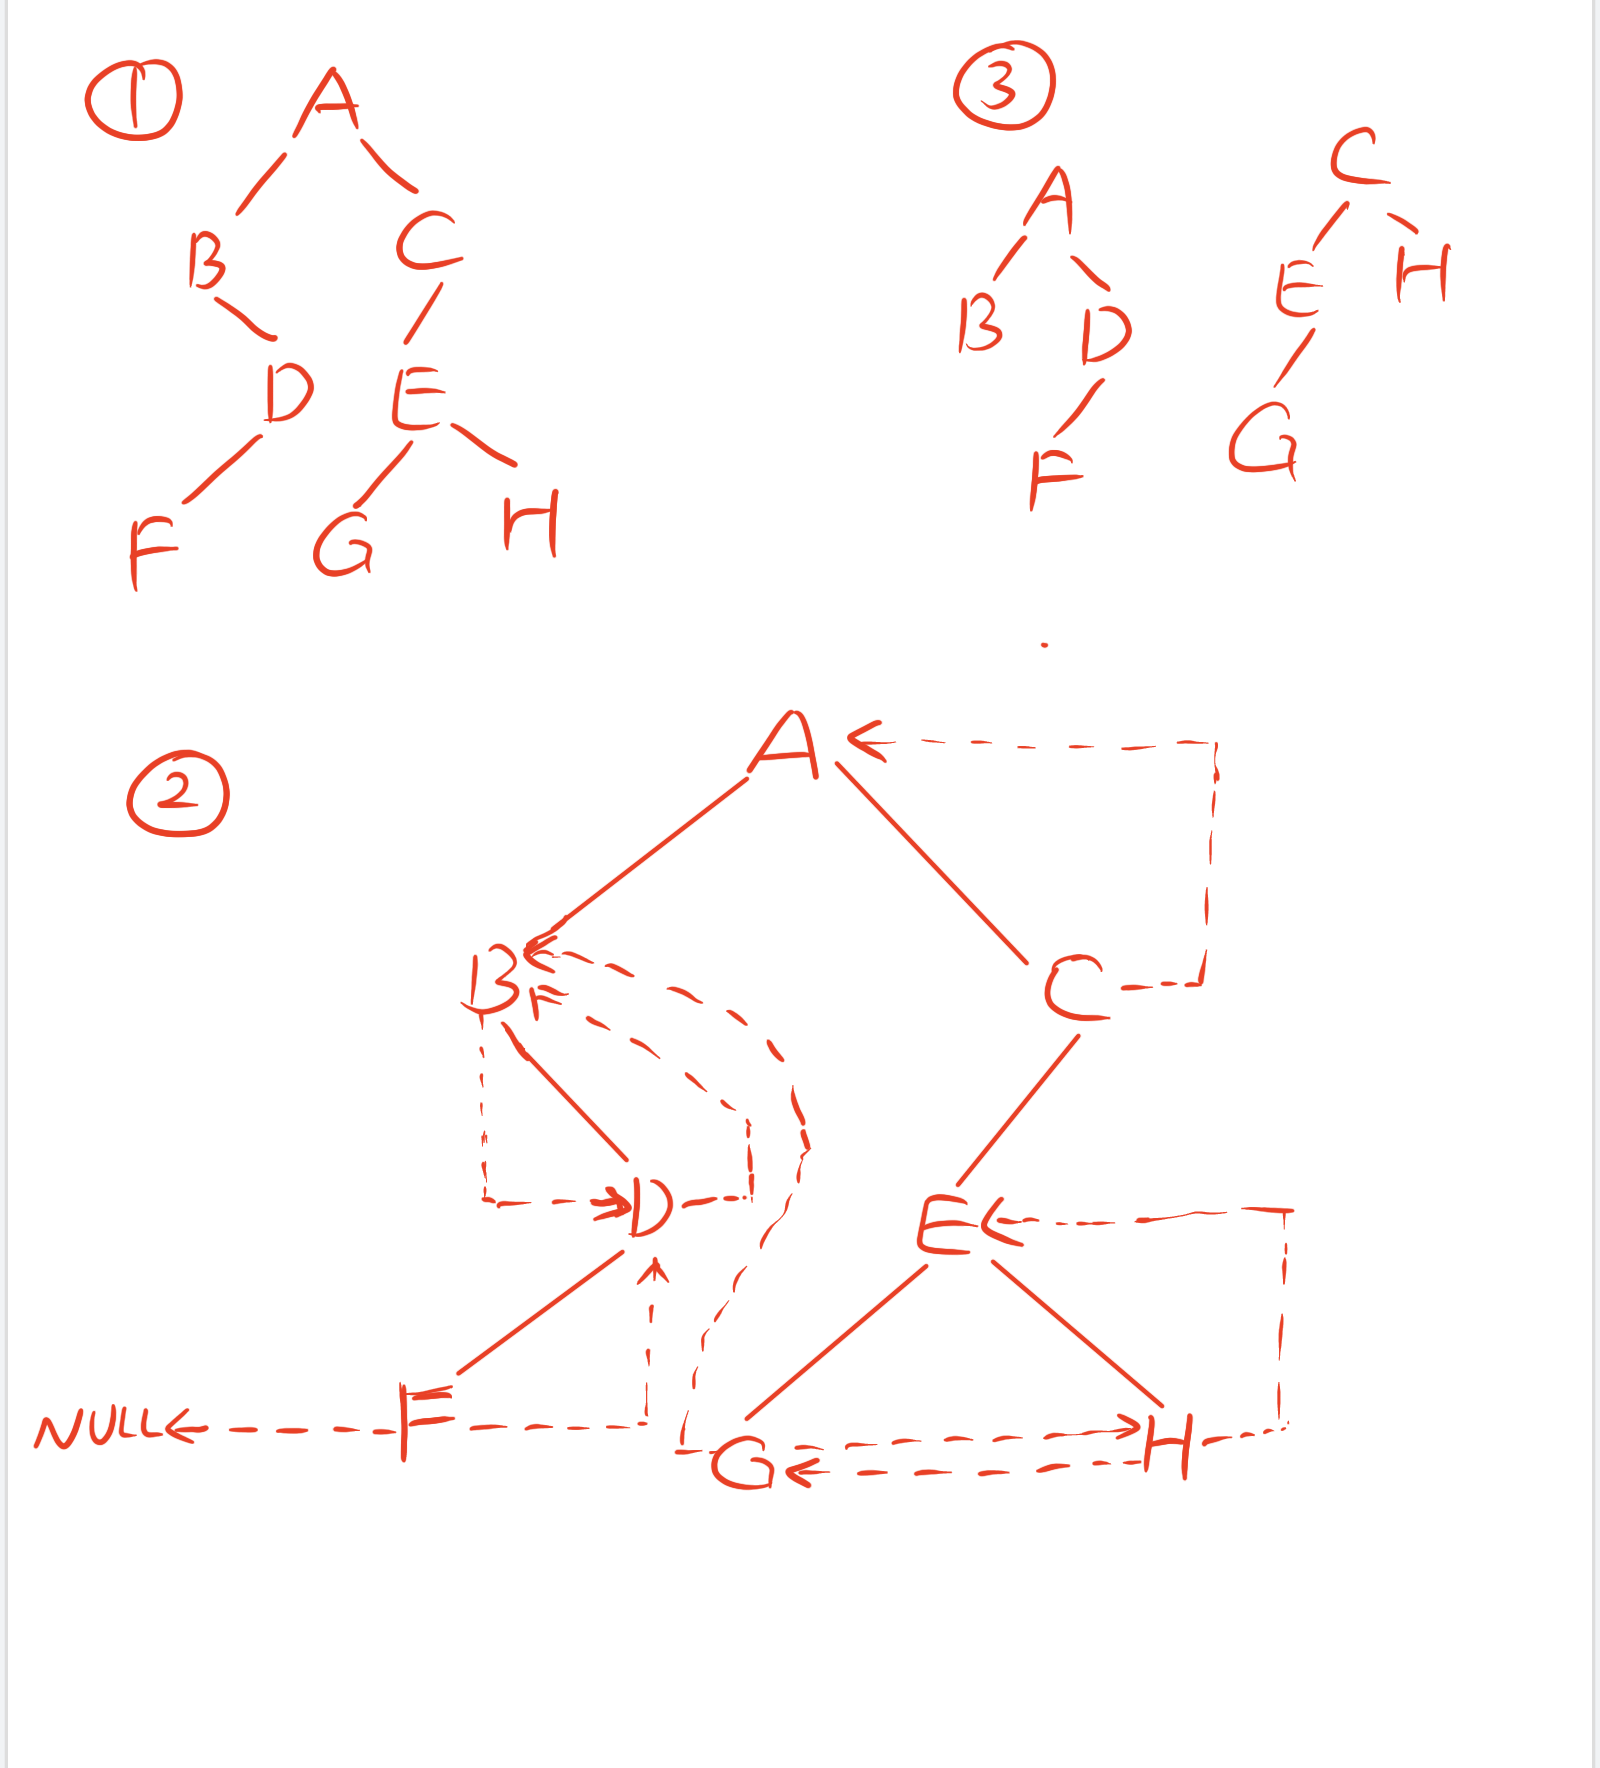 ①
A
B C
D E
F G H
③
A C
B D E H
F G
②
A
B C
D E
NULL F G H